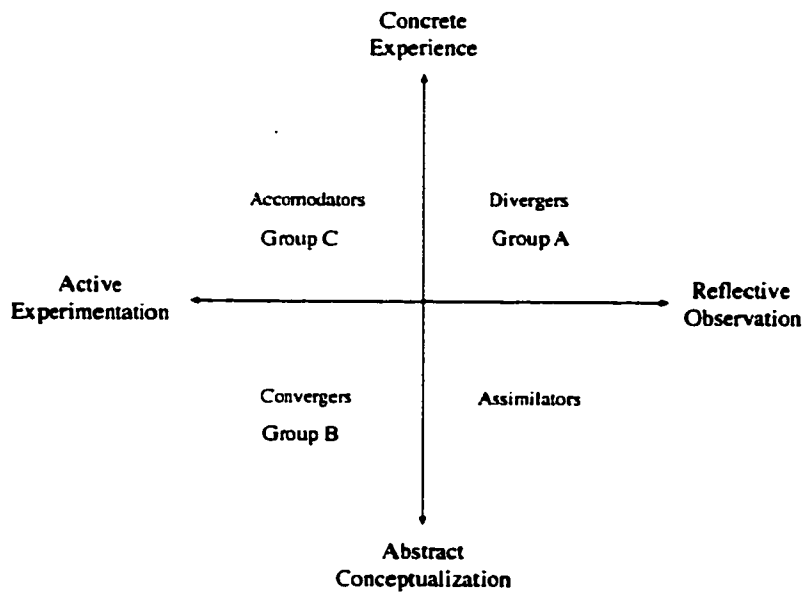 Concrete
Experience
Accomodators
Divergers
Group C
Group A
Active
Experimentation
Reflective
Observation
Convergers
Assimilators
Group B
Abstract
Conceptualization